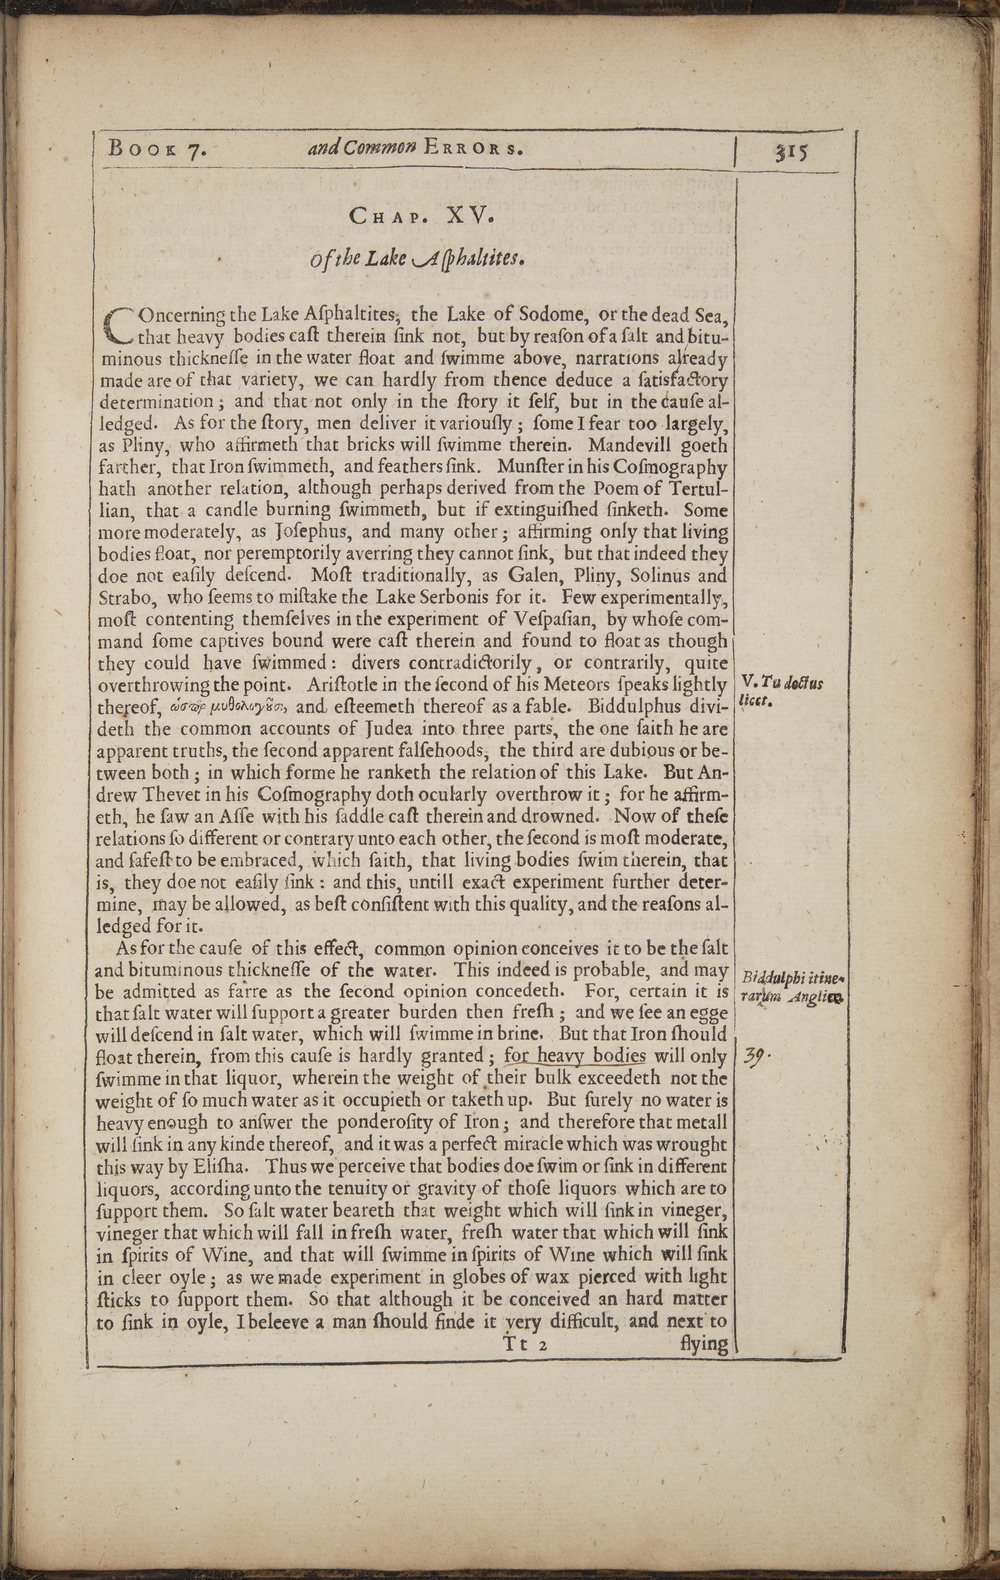 BOOK 7. and Common ERRORS. 315
CHAP. XV.
Of the Lake Aſphaltites.
COncerning the Lake Aſphaltites, the Lake of Sodome, or the dead Sea,
that heavy bodies caſt therein ſink not, but by reaſon of a ſalt and bitu-
minous thickneſſe in the water float and ſwimme above, narrations already
made are of that variety, we can hardly from thence deduce a ſatisfactory
determination; and that not only in the ſtory it ſelf, but in the cauſe al-
ledged. As for the ſtory, men deliver it variouſly; ſome I fear too largely,
as Pliny, who affirmeth that bricks will ſwimme therein. Mandevill goeth
farther, that Iron ſwimmeth, and feathers ſink. Munſter in his Coſmography
hath another relation, although perhaps derived from the Poem of Tertul-
lian, that a candle burning ſwimmeth, but if extinguiſhed ſinketh. Some
more moderately, as Joſephus, and many other; affirming only that living
bodies float, nor peremptorily averring they cannot ſink, but that indeed they
doe not eaſily deſcend. Moſt traditionally, as Galen, Pliny, Solinus and
Strabo, who ſeems to miſtake the Lake Serbonis for it. Few experimentally,
moſt contenting themſelves in the experiment of Veſpaſian, by whoſe com-
mand ſome captives bound were caſt therein and found to float as though
they could have ſwimmed: divers contradictorily, or contrarily, quite
overthrowing the point. Ariſtotle in the ſecond of his Meteors ſpeaks lightly
thereof, ὥσπερ μυθολογοῦσι, and eſteemeth thereof as a fable. Biddulphus divi-
deth the common accounts of Judea into three parts, the one ſaith he are
apparent truths, the ſecond apparent falſehoods, the third are dubious or be-
tween both; in which forme he ranketh the relation of this Lake. But An-
drew Thevet in his Coſmography doth ocularly overthrow it; for he affirm-
eth, he ſaw an Aſſe with his ſaddle caſt therein and drowned. Now of theſe
relations ſo different or contrary unto each other, the ſecond is moſt moderate,
and ſafeſt to be embraced, which ſaith, that living bodies ſwim therein, that
is, they doe not eaſily ſink: and this, untill exact experiment further deter-
mine, may be allowed, as beſt conſiſtent with this quality, and the reaſons al-
ledged for it.
As for the cauſe of this effect, common opinion conceives it to be the ſalt
and bituminous thickneſſe of the water. This indeed is probable, and may
be admitted as farre as the ſecond opinion concedeth. For, certain it is
that ſalt water will ſupport a greater burden then freſh; and we ſee an egge
will deſcend in ſalt water, which will ſwimme in brine. But that Iron ſhould
float therein, from this cauſe is hardly granted; for heavy bodies will only
ſwimme in that liquor, wherein the weight of their bulk exceedeth not the
weight of ſo much water as it occupieth or taketh up. But ſurely no water is
heavy enough to anſwer the ponderoſity of Iron; and therefore that metall
will ſink in any kinde thereof, and it was a perfect miracle which was wrought
this way by Eliſha. Thus we perceive that bodies doe ſwim or ſink in different
liquors, according unto the tenuity or gravity of thoſe liquors which are to
ſupport them. So ſalt water beareth that weight which will ſink in vineger,
vineger that which will fall in freſh water, freſh water that which will ſink
in ſpirits of Wine, and that will ſwimme in ſpirits of Wine which will ſink
in cleer oyle; as we made experiment in globes of wax pierced with light
ſticks to ſupport them. So that although it be conceived an hard matter
to ſink in oyle, I beleeve a man ſhould finde it very difficult, and next to
Tt 2 flying
V. Tu doctus
licet.
Biddulphi itine-
rarium Anglicè.
39.